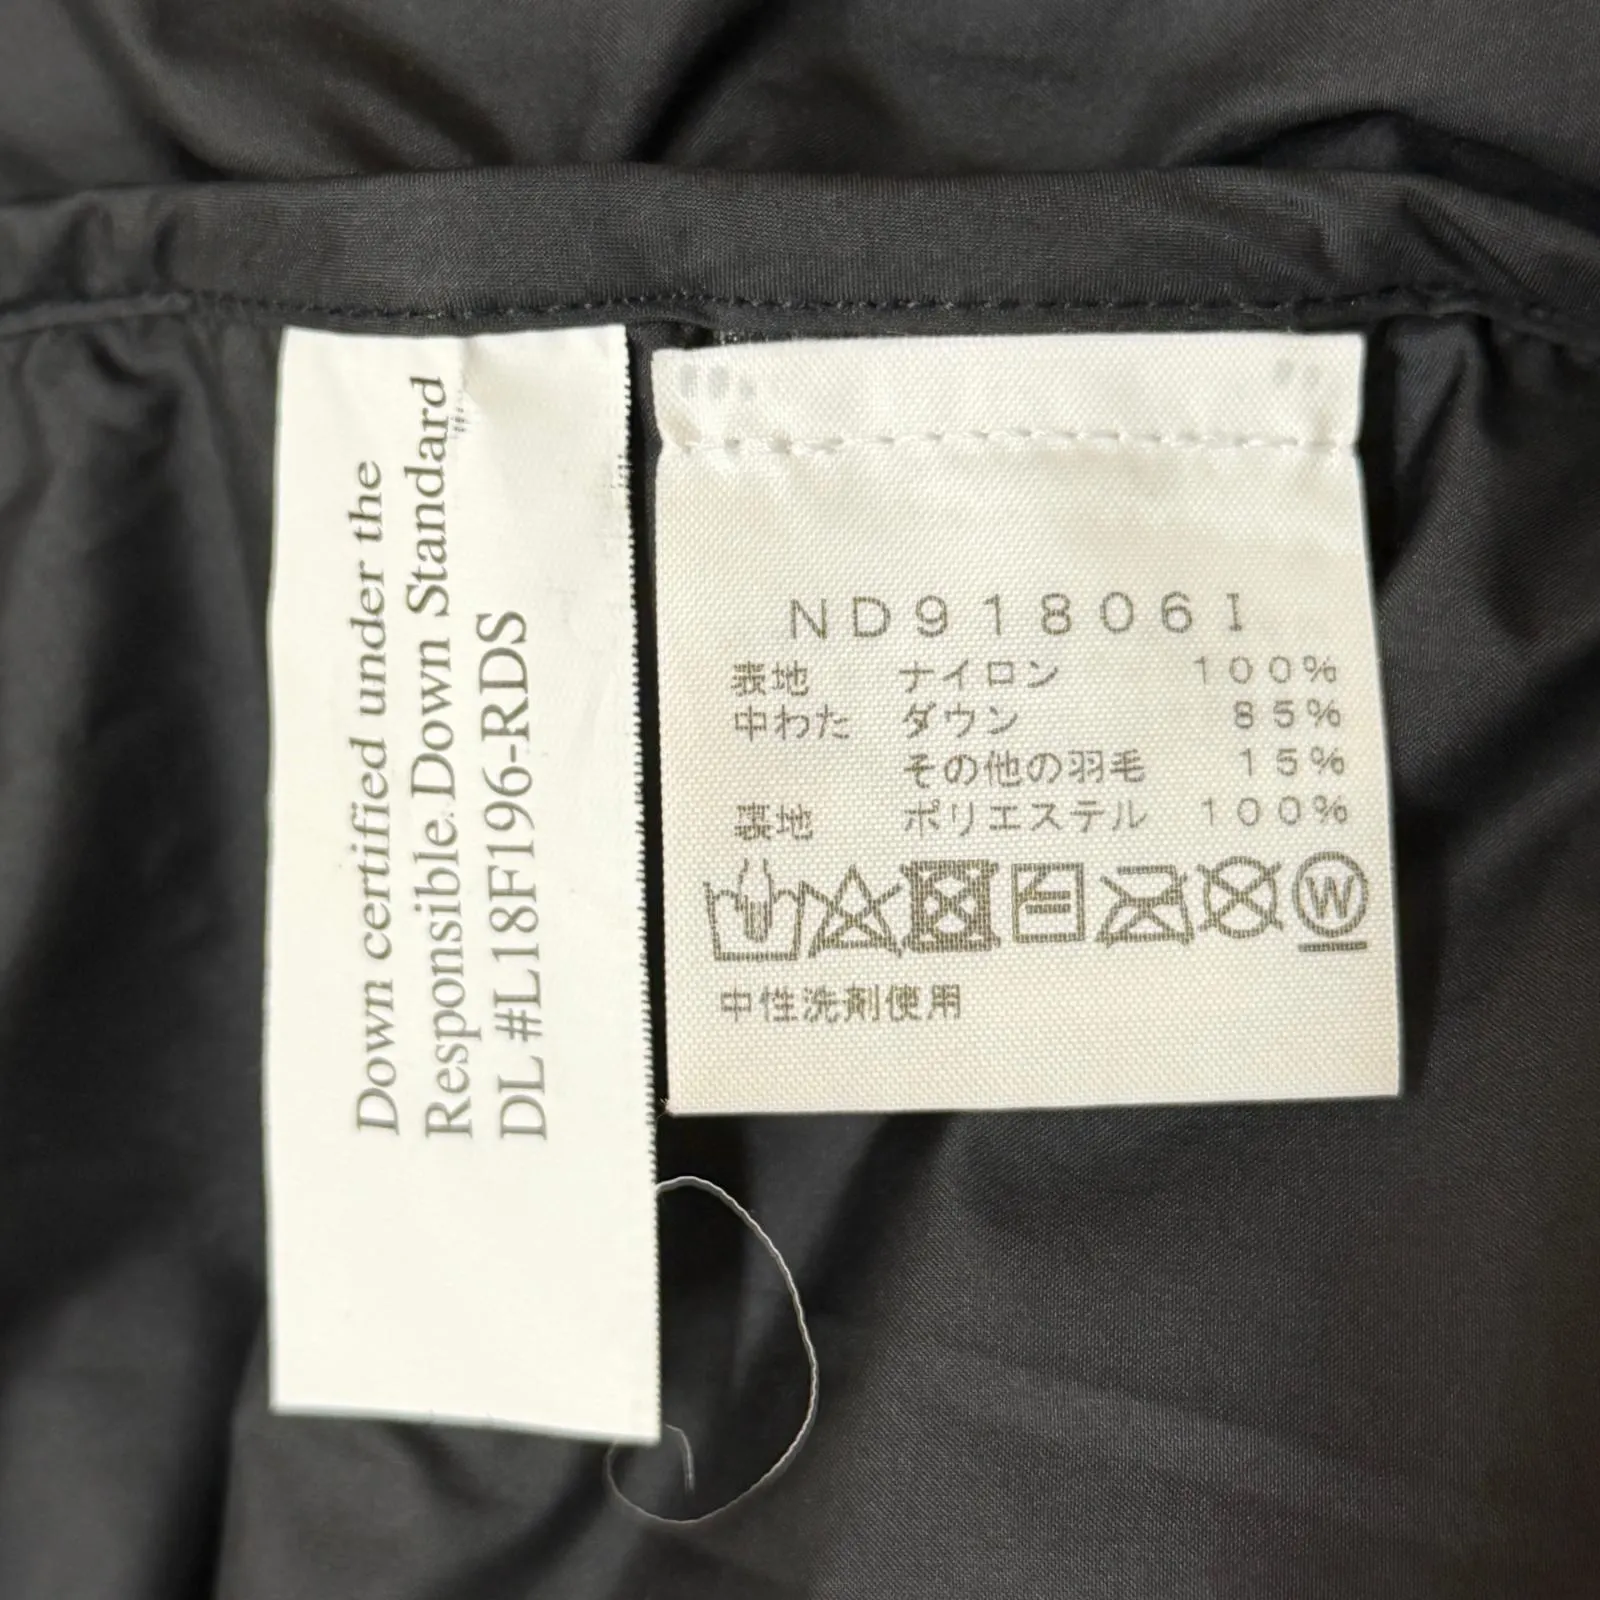 Down certified under the
Responsible Down Standard
DL #L18F196-RDS
ND91806I
表地 ナイロン 100%
中わた ダウン 85%
その他の羽毛 15%
裏地 ポリエステル 100%
W
中性洗剤使用